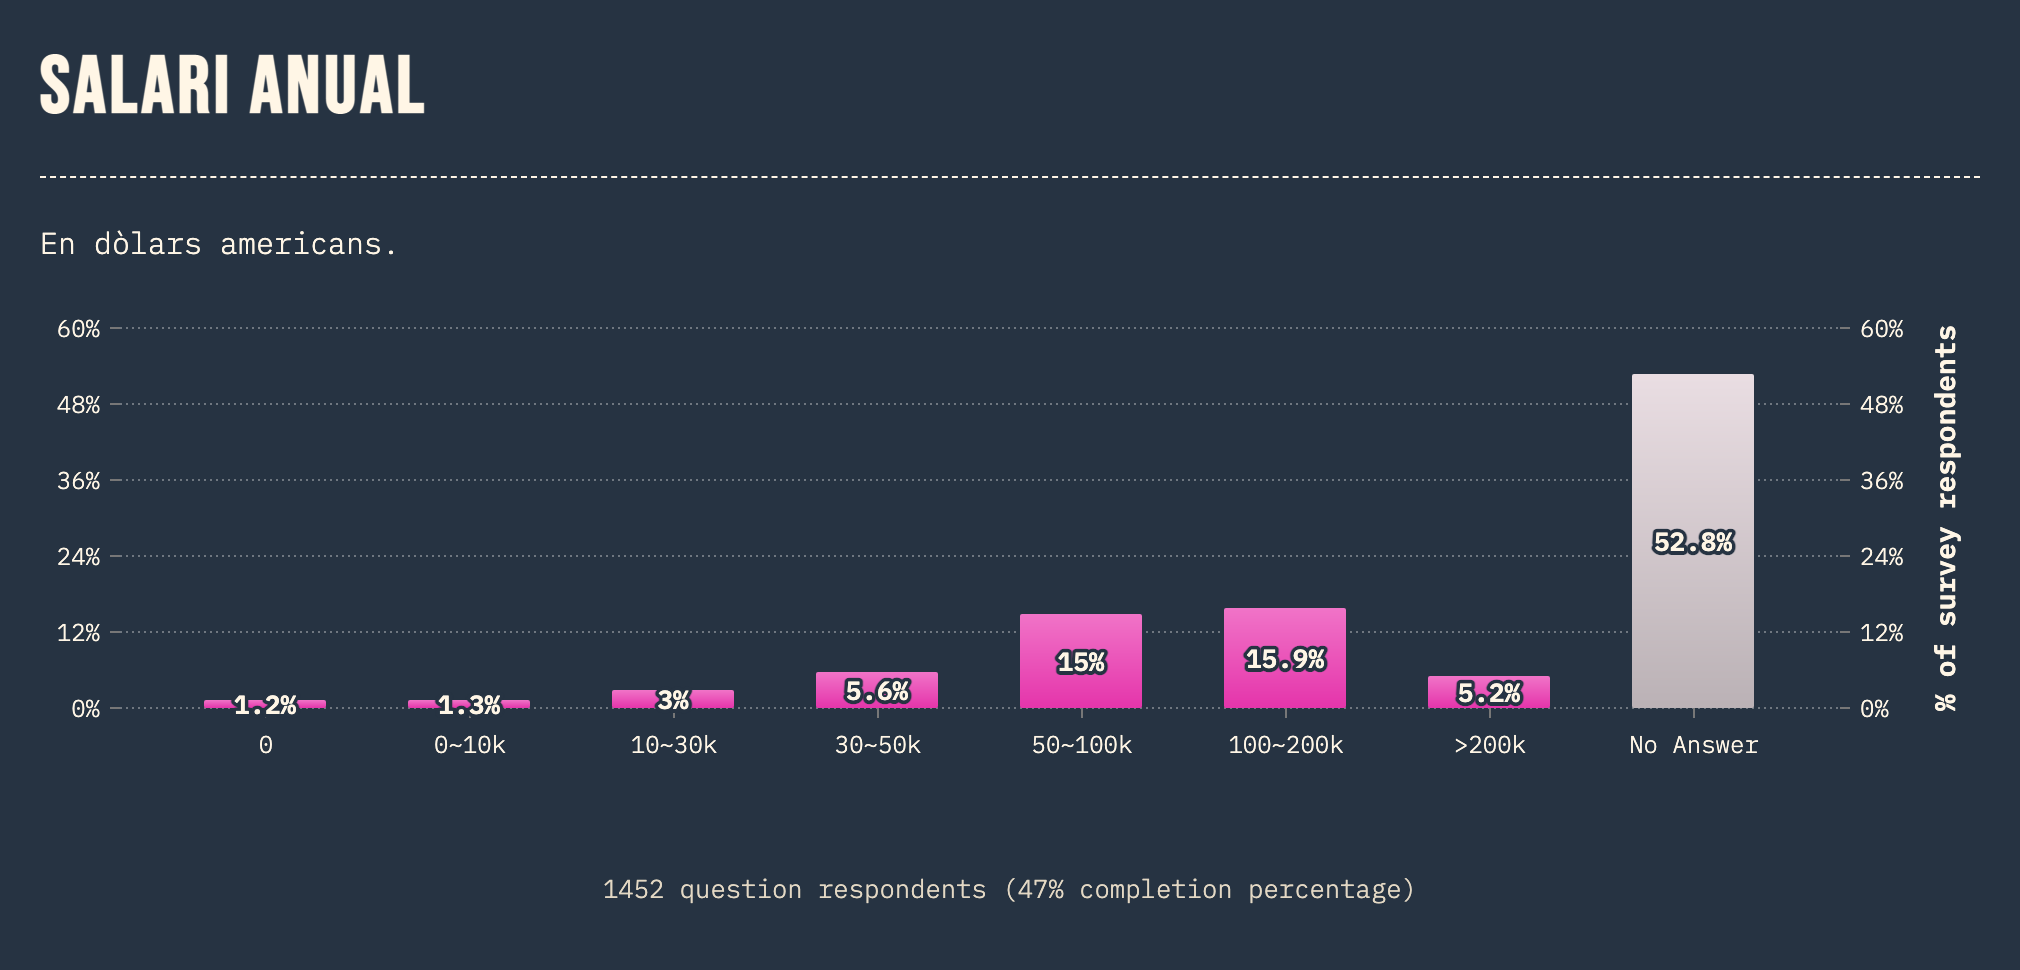 SALARI ANUAL
En dòlars americans.
60%
48%
36%
24%
12%
0%
60%
48%
36%
24%
12%
0%
% of survey respondents
1.2%
1.3%
3%
5.6%
15%
15.9%
5.2%
52.8%
0
0~10k
10~30k
30~50k
50~100k
100~200k
>200k
No Answer
1452 question respondents (47% completion percentage)